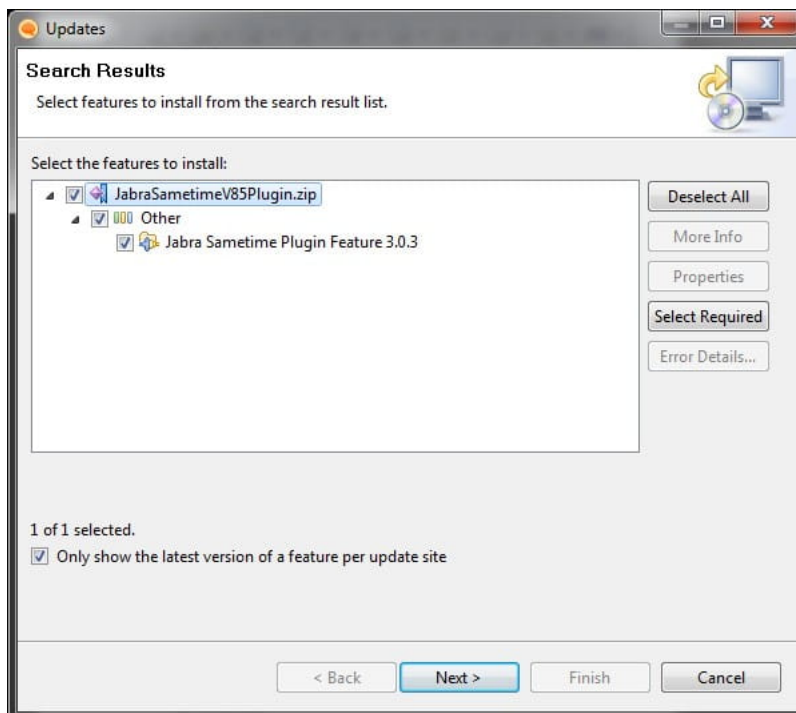 Updates
Search Results
Select features to install from the search result list.
Select the features to install:
JabraSametimeV85Plugin.zip
Other
Jabra Sametime Plugin Feature 3.0.3
Deselect All
More Info
Properties
Select Required
Error Details...
1 of 1 selected.
Only show the latest version of a feature per update site
< Back
Next >
Finish
Cancel